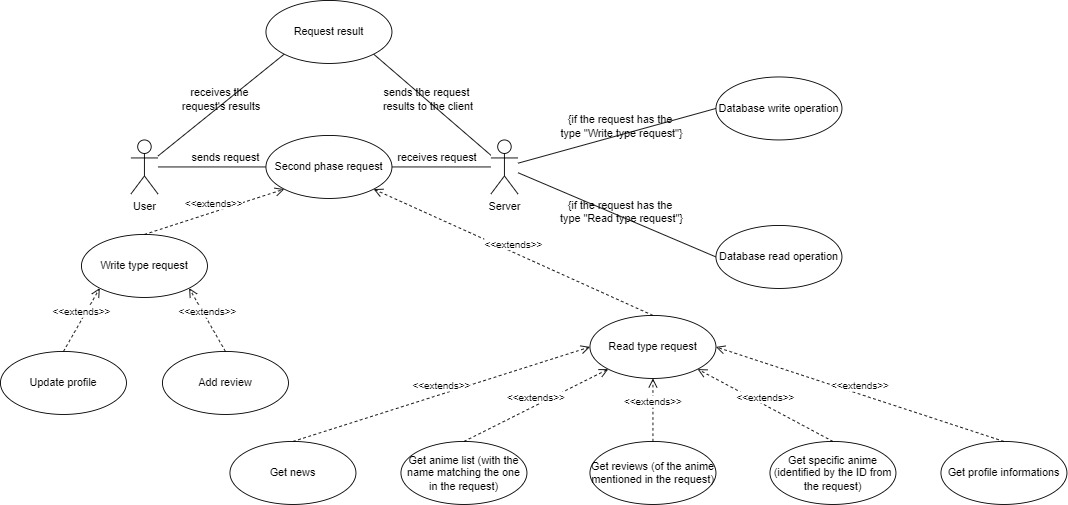 Request result
receives the
request's results
sends the request
results to the client
{if the request has the
type "Write type request"}
Database write operation
sends request
Second phase request
receives request
User
Server
<<extends>>
{if the request has the
type "Read type request"}
<<extends>>
Database read operation
Write type request
<<extends>>
<<extends>>
Read type request
Update profile
Add review
<<extends>>
<<extends>>
<<extends>>
<<extends>>
<<extends>>
Get news
Get anime list (with the
name matching the one
in the request)
Get reviews (of the anime
mentioned in the request)
Get specific anime
(identified by the ID from
the request)
Get profile informations